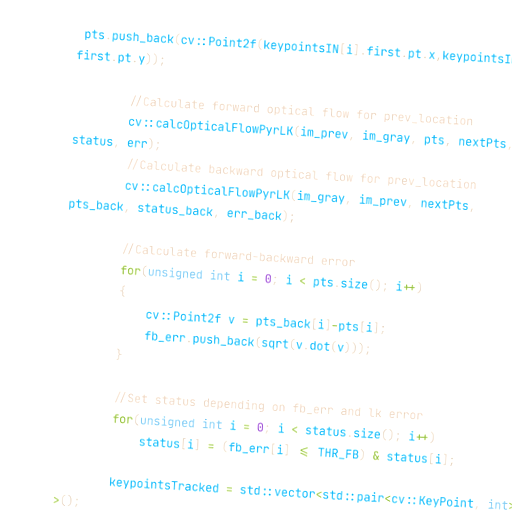 pts.push_back(cv::Point2f(keypointsIN[i].first.pt.x,keypointsI
first.pt.y));
//Calculate forward optical flow for prev_location
cv::calcOpticalFlowPyrLK(im_prev, im_gray, pts, nextPts,
status, err);
//Calculate backward optical flow for prev_location
cv::calcOpticalFlowPyrLK(im_gray, im_prev, nextPts,
pts_back, status_back, err_back);
//Calculate forward-backward error
for(unsigned int i = 0; i < pts.size(); i++)
{
cv::Point2f v = pts_back[i]-pts[i];
fb_err.push_back(sqrt(v.dot(v)));
}
//Set status depending on fb_err and lk error
for(unsigned int i = 0; i < status.size(); i++)
status[i] = (fb_err[i] <= THR_FB) & status[i];
keypointsTracked = std::vector<std::pair<cv::KeyPoint, int>
>();